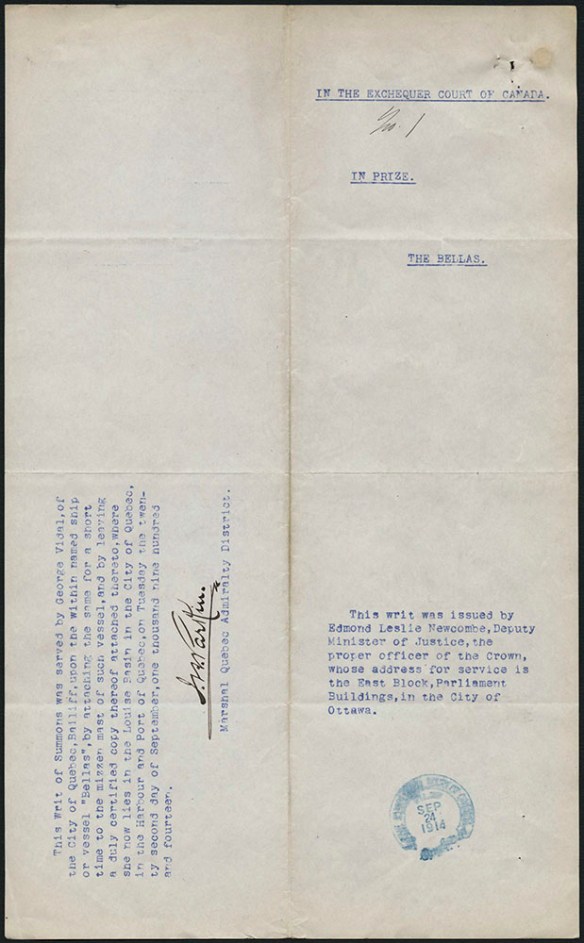 IN THE EXCHEQUER COURT OF CANADA.
No. 1
IN PRIZE.
THE BELLAS.
This writ was issued by
Edmond Leslie Newcombe,Deputy
Minister of Justice,the
proper officer of the Crown,
whose address for service is
the East Block,Parliament
Buildings,in the City of
Ottawa.
SEP
24
1914
This Writ of Summons was served by George Vidal,of
the City of Quebec,Bailiff,upon the within named ship
or vessel "Bellas",by attaching the same for a short
time to the mizzen mast of such vessel,and by leaving
a duly certified copy thereof attached thereto,where
she now lies in the Louise Basin in the City of Quebec,
in the Harbour and Port of Quebec,on Tuesday the twen-
ty second day of September,one thousand nine hundred
and fourteen.
Marshal Quebec Admiralty District.